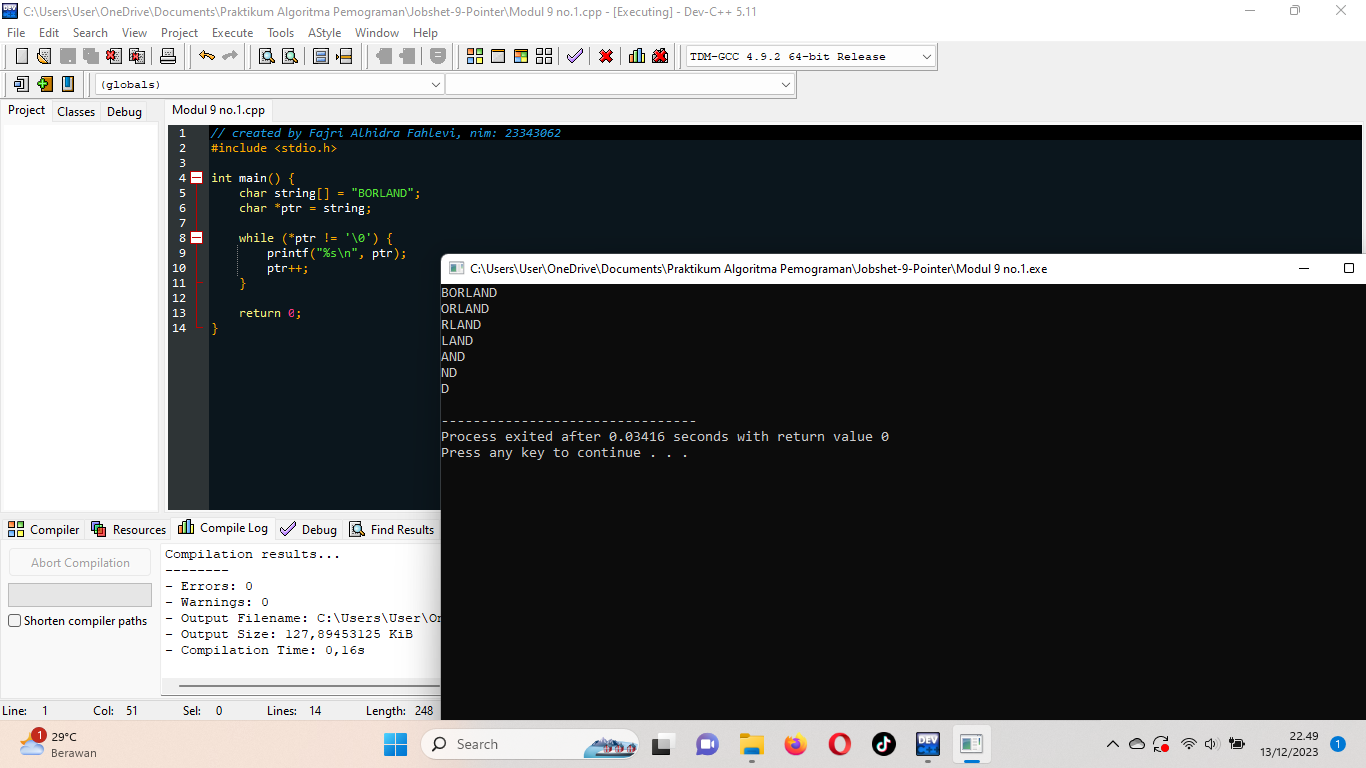 C:\Users\User\OneDrive\Documents\Praktikum Algoritma Pemograman\Jobshet-9-Pointer\Modul 9 no.1.cpp - [Executing] - Dev-C++ 5.11
File Edit Search View Project Execute Tools AStyle Window Help
TDM-GCC 4.9.2 64-bit Release
(globals)
Project Classes Debug
Modul 9 no.1.cpp
1 // created by Fajri Alhidra Fahlevi, nim: 23343062
2 #include <stdio.h>
3
4 int main() {
5 char string[] = "BORLAND";
6 char *ptr = string;
7
8 while (*ptr != '\0') {
9 printf("%s\n", ptr);
10 ptr++;
11 }
12
13 return 0;
14 }
C:\Users\User\OneDrive\Documents\Praktikum Algoritma Pemograman\Jobshet-9-Pointer\Modul 9 no.1.exe
BORLAND
ORLAND
RLAND
LAND
AND
ND
D
--------------------------------
Process exited after 0.03416 seconds with return value 0
Press any key to continue . . .
Compiler Resources Compile Log Debug Find Results
Abort Compilation
Shorten compiler paths
Compilation results...
--------
- Errors: 0
- Warnings: 0
- Output Filename: C:\Users\User\On
- Output Size: 127,89453125 KiB
- Compilation Time: 0,16s
Line: 1 Col: 51 Sel: 0 Lines: 14 Length: 248
1
29°C
Berawan
Search
DEV
22.49
13/12/2023
1